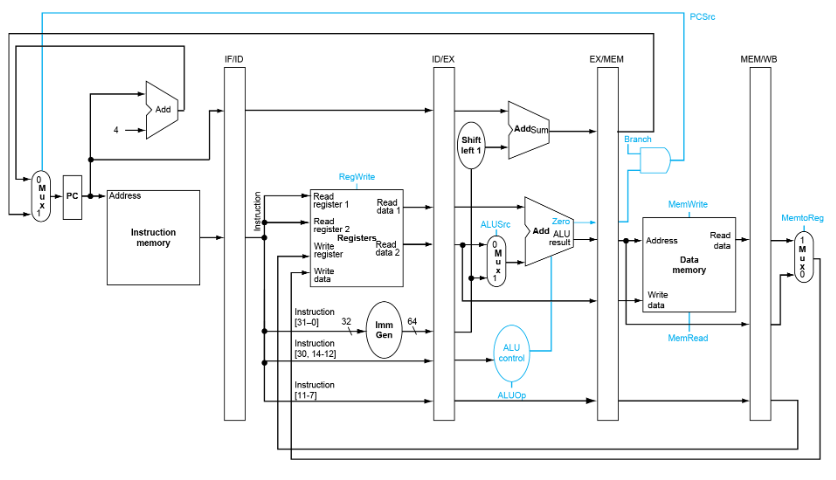 PCSrc
IF/ID
ID/EX
EX/MEM
MEM/WB
Add
4
Add Sum
Shift
left 1
Branch
0
M
u
x
1
PC
Address
Instruction
memory
Instruction
RegWrite
Read
register 1
Read
data 1
Read
register 2
Registers
Write
register
Read
data 2
Write
data
ALUSrc
0
M
u
x
1
Zero
Add
ALU
result
MemWrite
Address
Read
data
Data
memory
Write
data
MemRead
MemtoReg
1
M
u
x
0
Instruction
[31–0]
32
Imm
Gen
64
Instruction
[30, 14-12]
ALU
control
ALUOp
Instruction
[11-7]